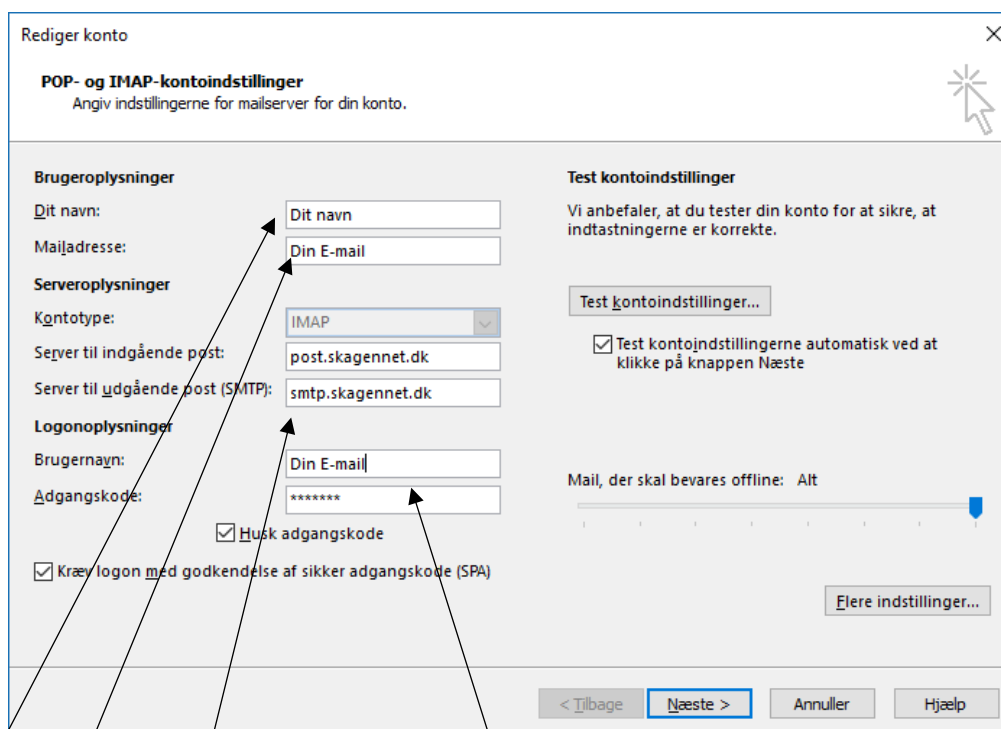 Rediger konto
POP- og IMAP-kontoindstillinger
Angiv indstillingerne for mailserver for din konto.
Brugeroplysninger
Dit navn:
Dit navn
Mailadresse:
Din E-mail
Serveroplysninger
Kontotype:
IMAP
Server til indgående post:
post.skagennet.dk
Server til udgående post (SMTP):
smtp.skagennet.dk
Logonoplysninger
Brugernavn:
Din E-mail
Adgangskode:
*******
Husk adgangskode
Kræv logon med godkendelse af sikker adgangskode (SPA)
Test kontoindstillinger
Vi anbefaler, at du tester din konto for at sikre, at
indtastningerne er korrekte.
Test kontoindstillinger...
Test kontoindstillingerne automatisk ved at
klikke på knappen Næste
Mail, der skal bevares offline: Alt
Flere indstillinger...
< Tilbage
Næste >
Annuller
Hjælp